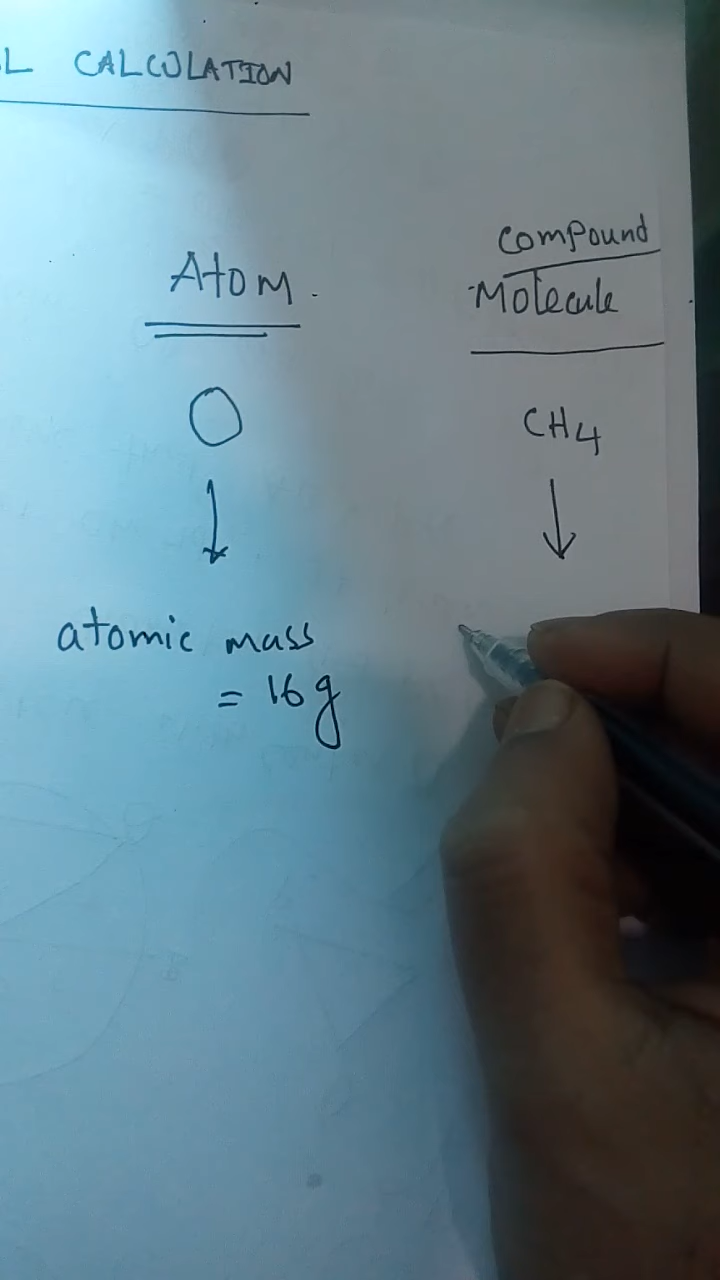 CALCULATION
Atom.
Compound
Molecule
O
CH4
atomic mass
= 16g